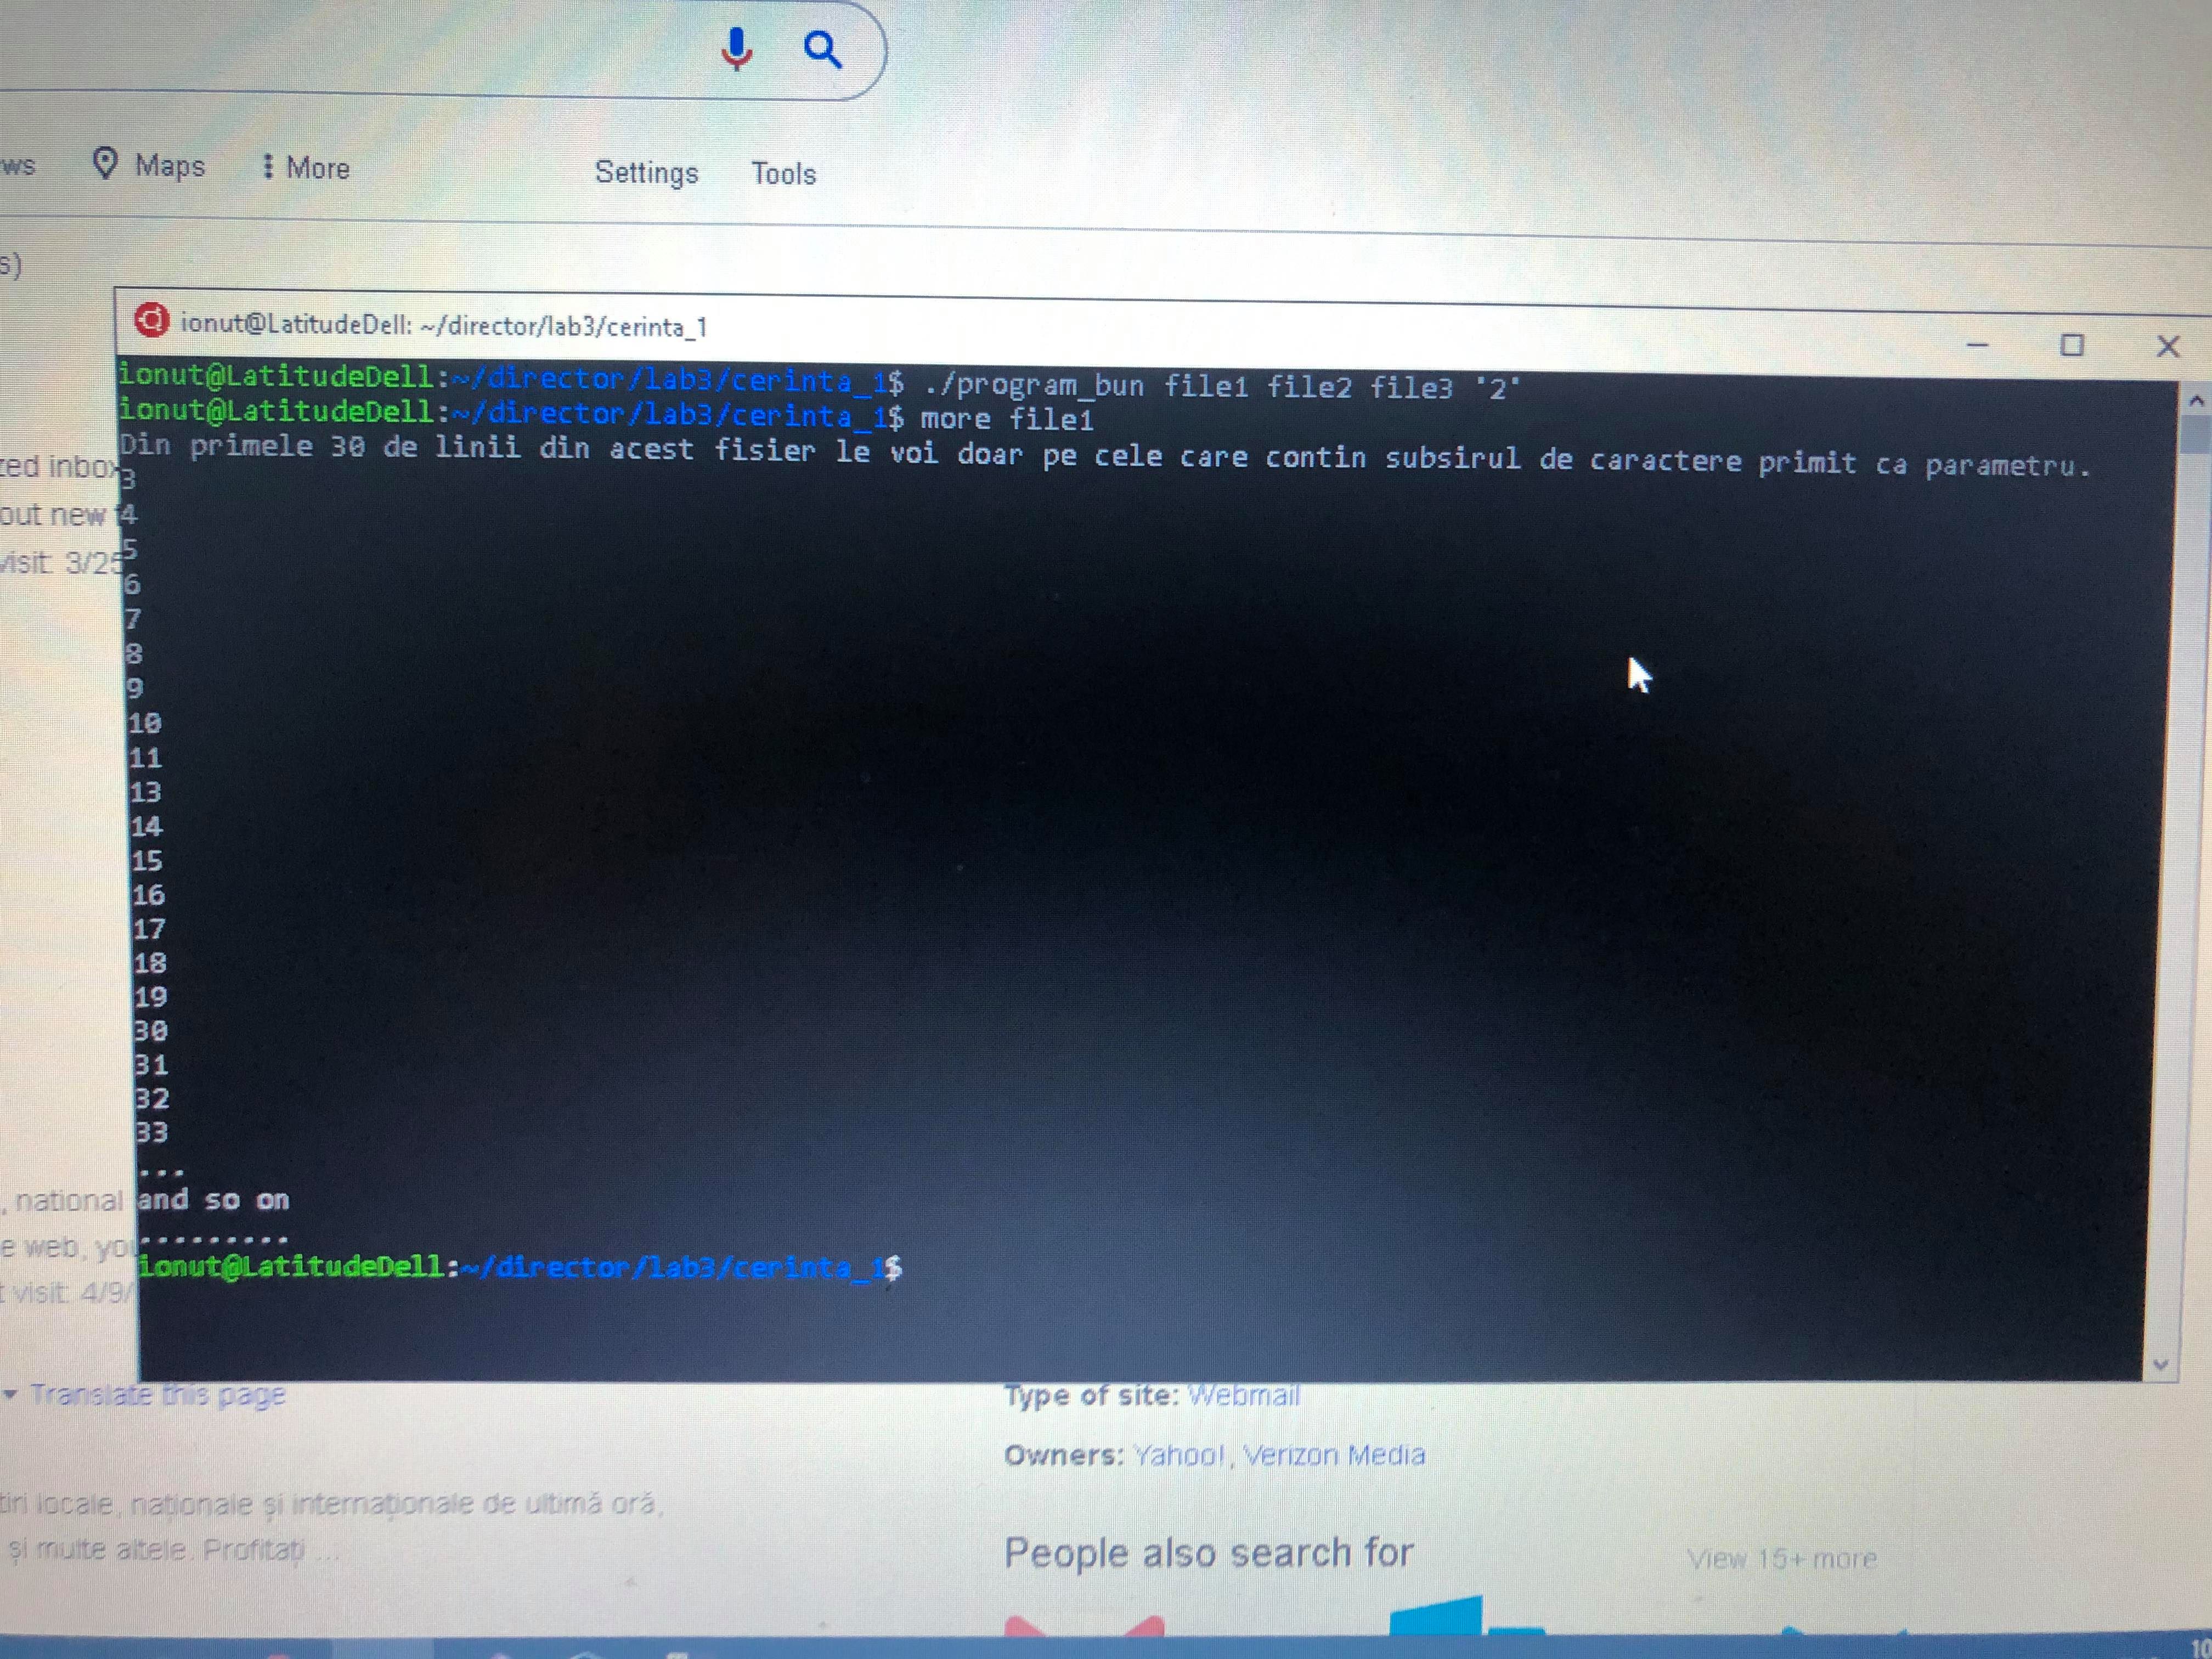 ws Maps More Settings Tools
s)
ionut@LatitudeDell: ~/director/lab3/cerinta_1
ionut@LatitudeDell:~/director/lab3/cerinta_1$ ./program_bun file1 file2 file3 '2'
ionut@LatitudeDell:~/director/lab3/cerinta_1$ more file1
Din primele 30 de linii din acest fisier le voi doar pe cele care contin subsirul de caractere primit ca parametru.
zed inbox
3
out new
4
visit: 3/25
5
6
7
8
9
10
11
13
14
15
16
17
18
19
30
31
32
33
...
, national
and so on
e web, you
.........
ionut@LatitudeDell:~/director/lab3/cerinta_1$
t visit: 4/9/
Translate this page
Type of site: Webmail
Owners: Yahoo!, Verizon Media
tiri locale, naționale și internaționale de ultimă oră,
și multe altele. Profitați ...
People also search for
View 15+ more
10